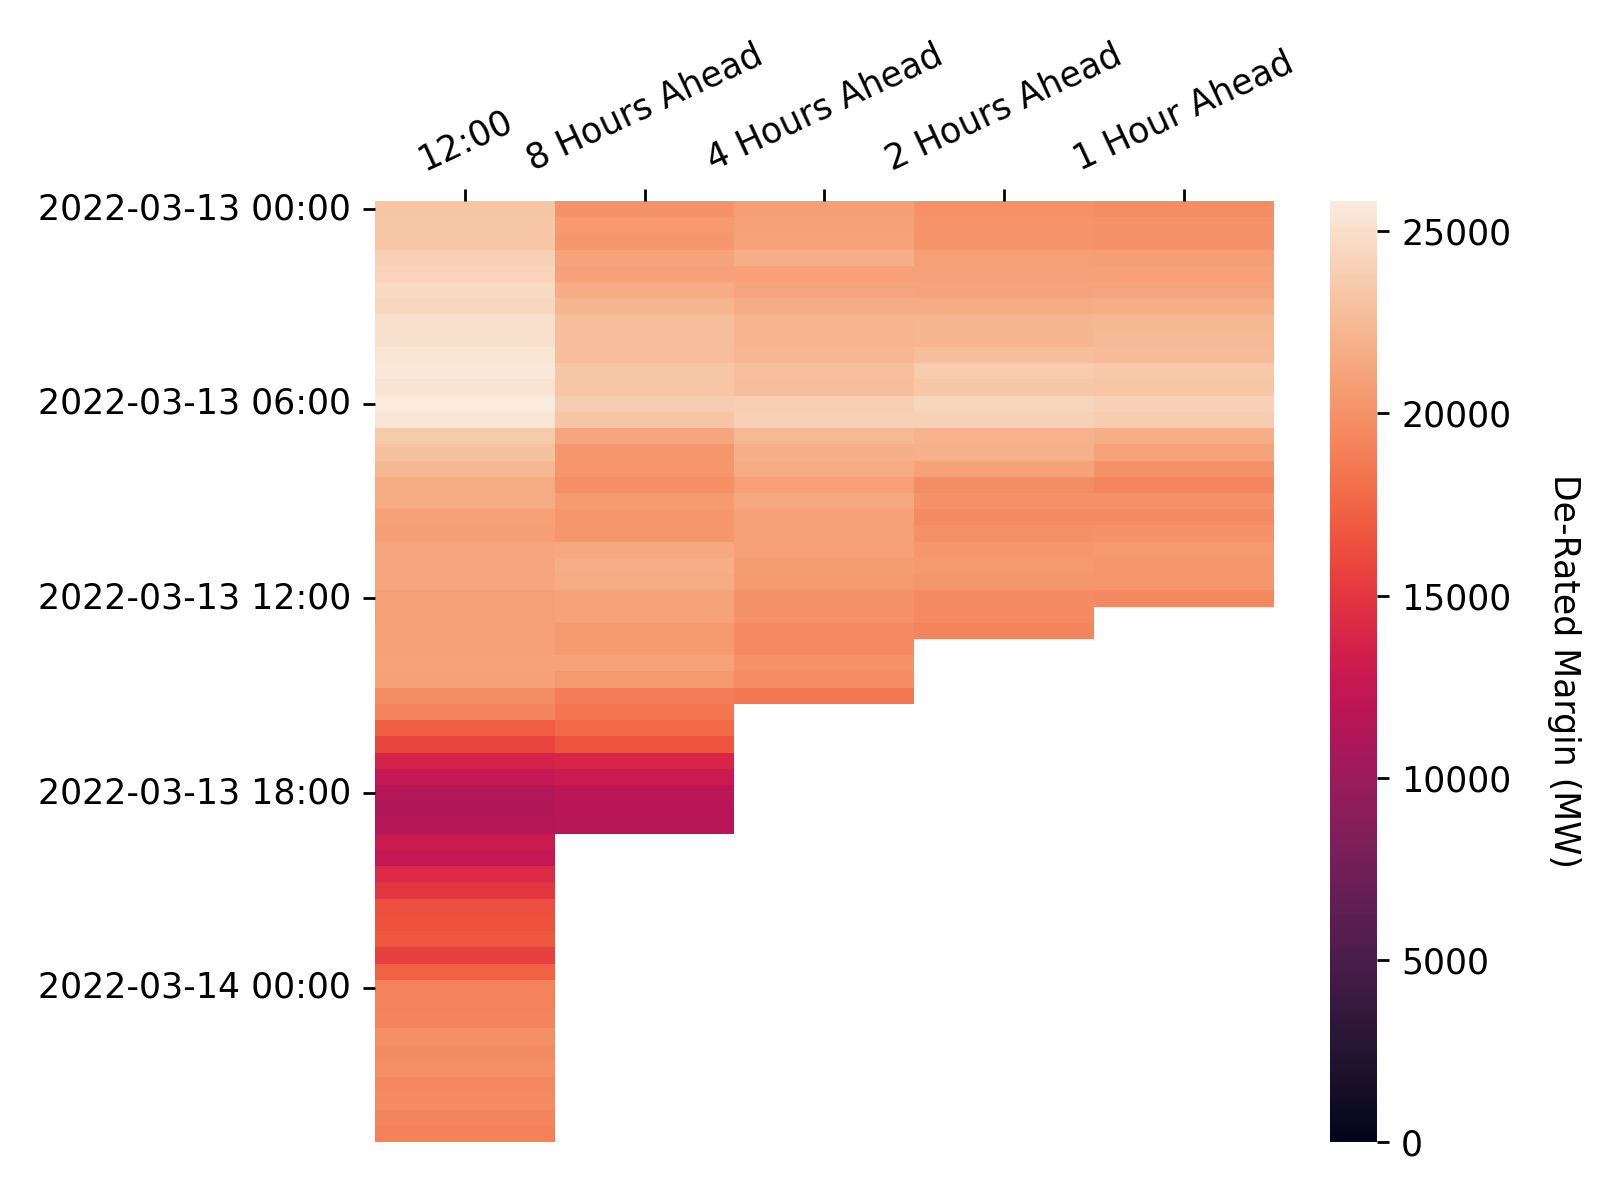 12:00
8 Hours Ahead
4 Hours Ahead
2 Hours Ahead
1 Hour Ahead
2022-03-13 00:00
2022-03-13 06:00
2022-03-13 12:00
2022-03-13 18:00
2022-03-14 00:00
25000
20000
15000
10000
5000
0
De-Rated Margin (MW)